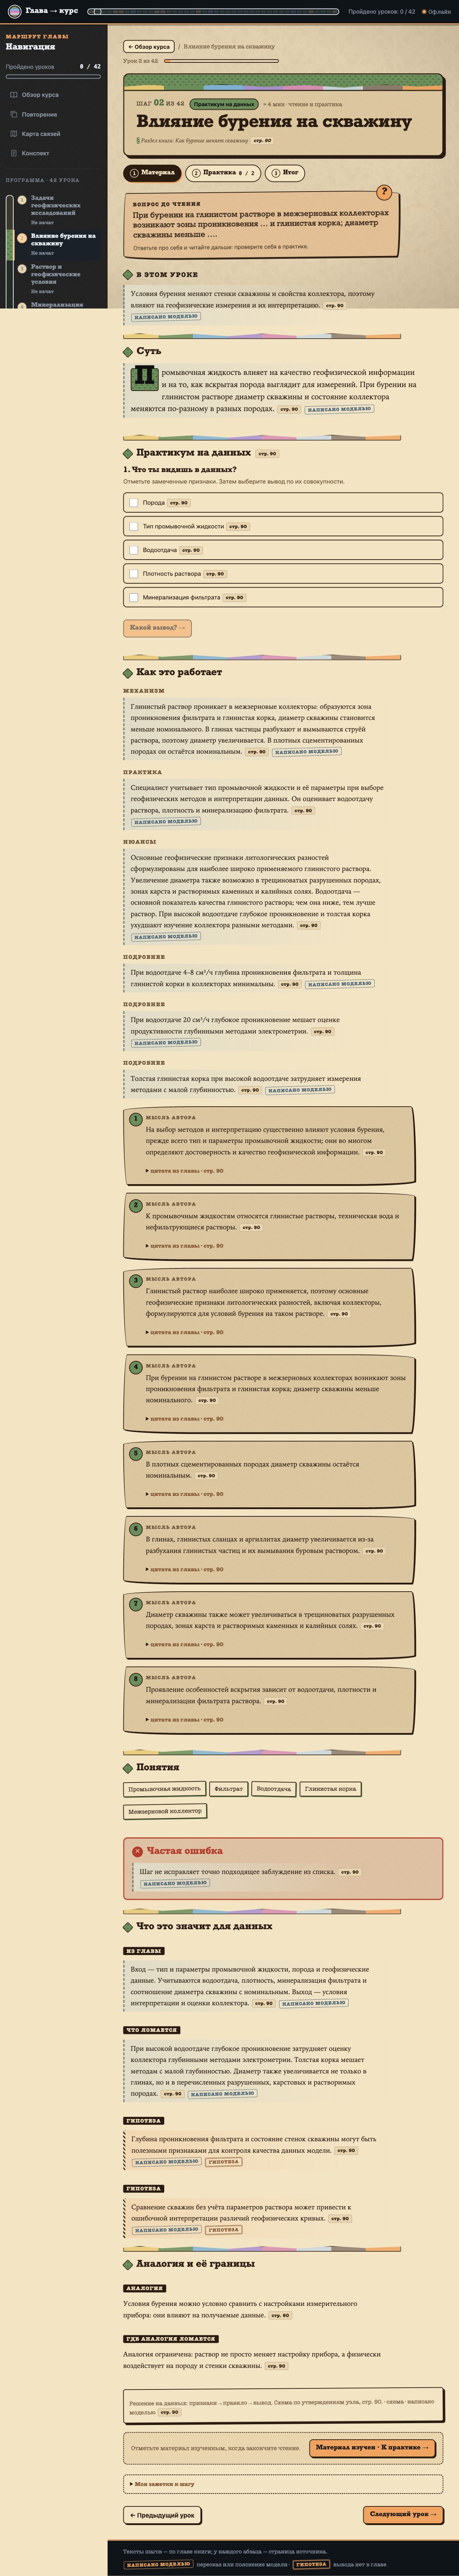 Глава → курс
Пройдено уроков: 0 / 42
Офлайн
МАРШРУТ ГЛАВЫ
Навигация
Пройдено уроков 0 / 42
Обзор курса
Повторение
Карта связей
Конспект
ПРОГРАММА · 42 УРОКА
1 Задачи
геофизических
исследований
Не начат
Влияние бурения на
скважину
Не начат
3 Раствор и
геофизические
условия
Не начат
Минерализация
← Обзор курса / Влияние бурения на скважину
Урок 2 из 42
ШАГ 02 ИЗ 42 Практикум на данных ≈ 4 мин · чтение и практика
Влияние бурения на скважину
§ Раздел книги: Как бурение меняет скважину стр. 90
1 Материал 2 Практика 0 / 2 3 Итог
?
ВОПРОС ДО ЧТЕНИЯ
При бурении на глинистом растворе в межзерновых коллекторах
возникают зоны проникновения … и глинистая корка; диаметр
скважины меньше ….
Ответьте про себя и читайте дальше: проверите себя в практике.
В ЭТОМ УРОКЕ
Условия бурения меняют стенки скважины и свойства коллектора, поэтому
влияют на геофизические измерения и их интерпретацию. стр. 90
НАПИСАНО МОДЕЛЬЮ
Суть
Промывочная жидкость влияет на качество геофизической информации
и на то, как вскрытая порода выглядит для измерений. При бурении на
глинистом растворе диаметр скважины и состояние коллектора
меняются по-разному в разных породах. стр. 90 НАПИСАНО МОДЕЛЬЮ
Практикум на данных стр. 90
1. Что ты видишь в данных?
Отметьте замеченные признаки. Затем выберите вывод по их совокупности.
Порода стр. 90
Тип промывочной жидкости стр. 90
Водоотдача стр. 90
Плотность раствора стр. 90
Минерализация фильтрата стр. 90
Какой вывод? →
Как это работает
МЕХАНИЗМ
Глинистый раствор проникает в межзерновые коллекторы: образуются зона
проникновения фильтрата и глинистая корка, диаметр скважины становится
меньше номинального. В глинах частицы разбухают и вымываются струёй
раствора, поэтому диаметр увеличивается. В плотных сцементированных
породах он остаётся номинальным. стр. 90 НАПИСАНО МОДЕЛЬЮ
ПРАКТИКА
Специалист учитывает тип промывочной жидкости и её параметры при выборе
геофизических методов и интерпретации данных. Он оценивает водоотдачу
раствора, плотность и минерализацию фильтрата. стр. 90
НАПИСАНО МОДЕЛЬЮ
НЮАНСЫ
Основные геофизические признаки литологических разностей
сформулированы для наиболее широко применяемого глинистого раствора.
Увеличение диаметра также возможно в трещиноватых разрушенных породах,
зонах карста и растворимых каменных и калийных солях. Водоотдача —
основной показатель качества глинистого раствора; чем она ниже, тем лучше
раствор. При высокой водоотдаче глубокое проникновение и толстая корка
ухудшают изучение коллектора разными методами. стр. 90
НАПИСАНО МОДЕЛЬЮ
ПОДРОБНЕЕ
При водоотдаче 4–8 см³/ч глубина проникновения фильтрата и толщина
глинистой корки в коллекторах минимальны. стр. 90 НАПИСАНО МОДЕЛЬЮ
ПОДРОБНЕЕ
При водоотдаче 20 см³/ч глубокое проникновение мешает оценке
продуктивности глубинными методами электрометрии. стр. 90
НАПИСАНО МОДЕЛЬЮ
ПОДРОБНЕЕ
Толстая глинистая корка при высокой водоотдаче затрудняет измерения
методами с малой глубинностью. стр. 90 НАПИСАНО МОДЕЛЬЮ
1 МЫСЛЬ АВТОРА
На выбор методов и интерпретацию существенно влияют условия бурения,
прежде всего тип и параметры промывочной жидкости; они во многом
определяют достоверность и качество геофизической информации. стр. 90
▸ цитата из главы · стр. 90
2 МЫСЛЬ АВТОРА
К промывочным жидкостям относятся глинистые растворы, техническая вода и
нефильтрующиеся растворы. стр. 90
▸ цитата из главы · стр. 90
3 МЫСЛЬ АВТОРА
Глинистый раствор наиболее широко применяется, поэтому основные
геофизические признаки литологических разностей, включая коллекторы,
формулируются для условий бурения на таком растворе. стр. 90
▸ цитата из главы · стр. 90
4 МЫСЛЬ АВТОРА
При бурении на глинистом растворе в межзерновых коллекторах возникают зоны
проникновения фильтрата и глинистая корка; диаметр скважины меньше
номинального. стр. 90
▸ цитата из главы · стр. 90
5 МЫСЛЬ АВТОРА
В плотных сцементированных породах диаметр скважины остаётся
номинальным. стр. 90
▸ цитата из главы · стр. 90
6 МЫСЛЬ АВТОРА
В глинах, глинистых сланцах и аргиллитах диаметр увеличивается из-за
разбухания глинистых частиц и их вымывания буровым раствором. стр. 90
▸ цитата из главы · стр. 90
7 МЫСЛЬ АВТОРА
Диаметр скважины также может увеличиваться в трещиноватых разрушенных
породах, зонах карста и растворимых каменных и калийных солях. стр. 90
▸ цитата из главы · стр. 90
8 МЫСЛЬ АВТОРА
Проявление особенностей вскрытия зависит от водоотдачи, плотности и
минерализации фильтрата раствора. стр. 90
▸ цитата из главы · стр. 90
Понятия
Промывочная жидкость Фильтрат Водоотдача Глинистая корка
Межзерновой коллектор
Частая ошибка
Шаг не исправляет точно подходящее заблуждение из списка. стр. 90
НАПИСАНО МОДЕЛЬЮ
Что это значит для данных
ИЗ ГЛАВЫ
Вход — тип и параметры промывочной жидкости, порода и геофизические
данные. Учитываются водоотдача, плотность, минерализация фильтрата и
соотношение диаметра скважины с номинальным. Выход — условия
интерпретации и оценки коллектора. стр. 90 НАПИСАНО МОДЕЛЬЮ
ЧТО ЛОМАЕТСЯ
При высокой водоотдаче глубокое проникновение затрудняет оценку
коллектора глубинными методами электрометрии. Толстая корка мешает
методам с малой глубинностью. Диаметр также увеличивается не только в
глинах, но и в перечисленных разрушенных, карстовых и растворимых
породах. стр. 90 НАПИСАНО МОДЕЛЬЮ
ГИПОТЕЗА
Глубина проникновения фильтрата и состояние стенок скважины могут быть
полезными признаками для контроля качества данных модели. стр. 90
НАПИСАНО МОДЕЛЬЮ ГИПОТЕЗА
ГИПОТЕЗА
Сравнение скважин без учёта параметров раствора может привести к
ошибочной интерпретации различий геофизических кривых. стр. 90
НАПИСАНО МОДЕЛЬЮ ГИПОТЕЗА
Аналогия и её границы
АНАЛОГИЯ
Условия бурения можно условно сравнить с настройками измерительного
прибора: они влияют на получаемые данные. стр. 90
ГДЕ АНАЛОГИЯ ЛОМАЕТСЯ
Аналогия ограничена: раствор не просто меняет настройку прибора, а физически
воздействует на породу и стенки скважины. стр. 90
Решение на данных: признаки→правило→вывод. Схема по утверждениям узла, стр. 90. · схема · написано
моделью стр. 90
Отметьте материал изученным, когда закончите чтение.
Материал изучен · К практике →
▸ Мои заметки к шагу
← Предыдущий урок
Следующий урок →
Тексты шагов — по главе книги; у каждого абзаца — страница источника.
НАПИСАНО МОДЕЛЬЮ пересказ или пояснение модели · ГИПОТЕЗА вывода нет в главе